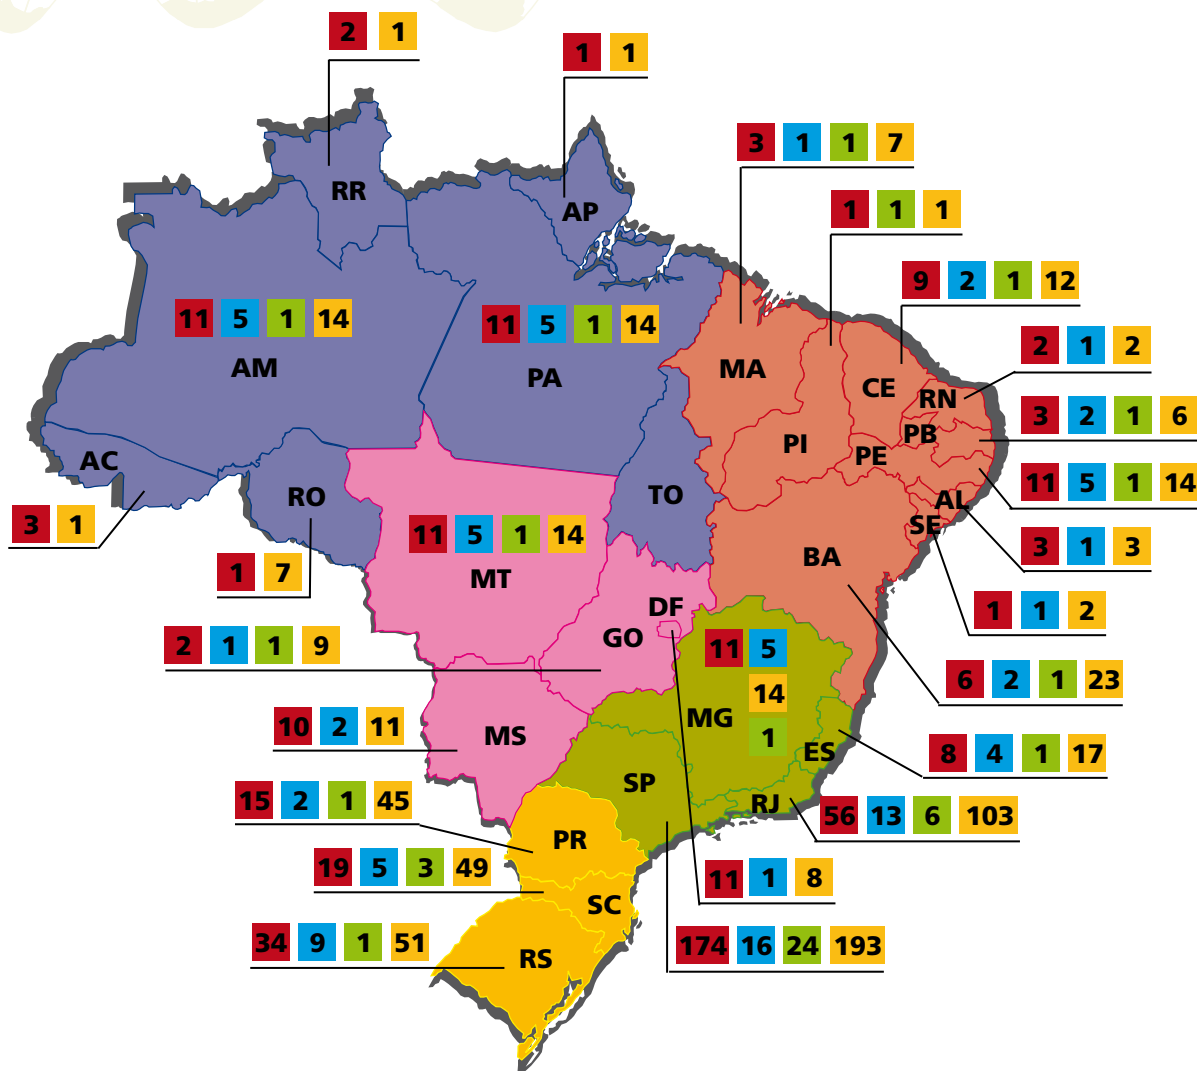 2 1
1 1
3 1 1 7
RR
1 1 1
AP
9 2 1 12
11 5 1 14
11 5 1 14
2 1 2
AM
PA
MA
CE
RN
3 2 1 6
PB
PI
PE
AC
RO
TO
11 5 1 14
AL
3 1
SE
11 5 1 14
3 1 3
BA
1 7
MT
DF
1 1 2
2 1 1 9
GO
11 5
6 2 1 23
14
MG
10 2 11
MS
1
ES
8 4 1 17
SP
15 2 1 45
RJ
56 13 6 103
PR
19 5 3 49
11 1 8
SC
34 9 1 51
RS
174 16 24 193